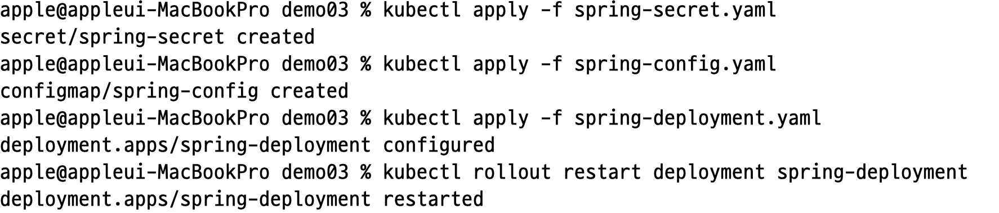 apple@appleui-MacBookPro demo03 % kubectl apply -f spring-secret.yaml
secret/spring-secret created
apple@appleui-MacBookPro demo03 % kubectl apply -f spring-config.yaml
configmap/spring-config created
apple@appleui-MacBookPro demo03 % kubectl apply -f spring-deployment.yaml
deployment.apps/spring-deployment configured
apple@appleui-MacBookPro demo03 % kubectl rollout restart deployment spring-deployment
deployment.apps/spring-deployment restarted